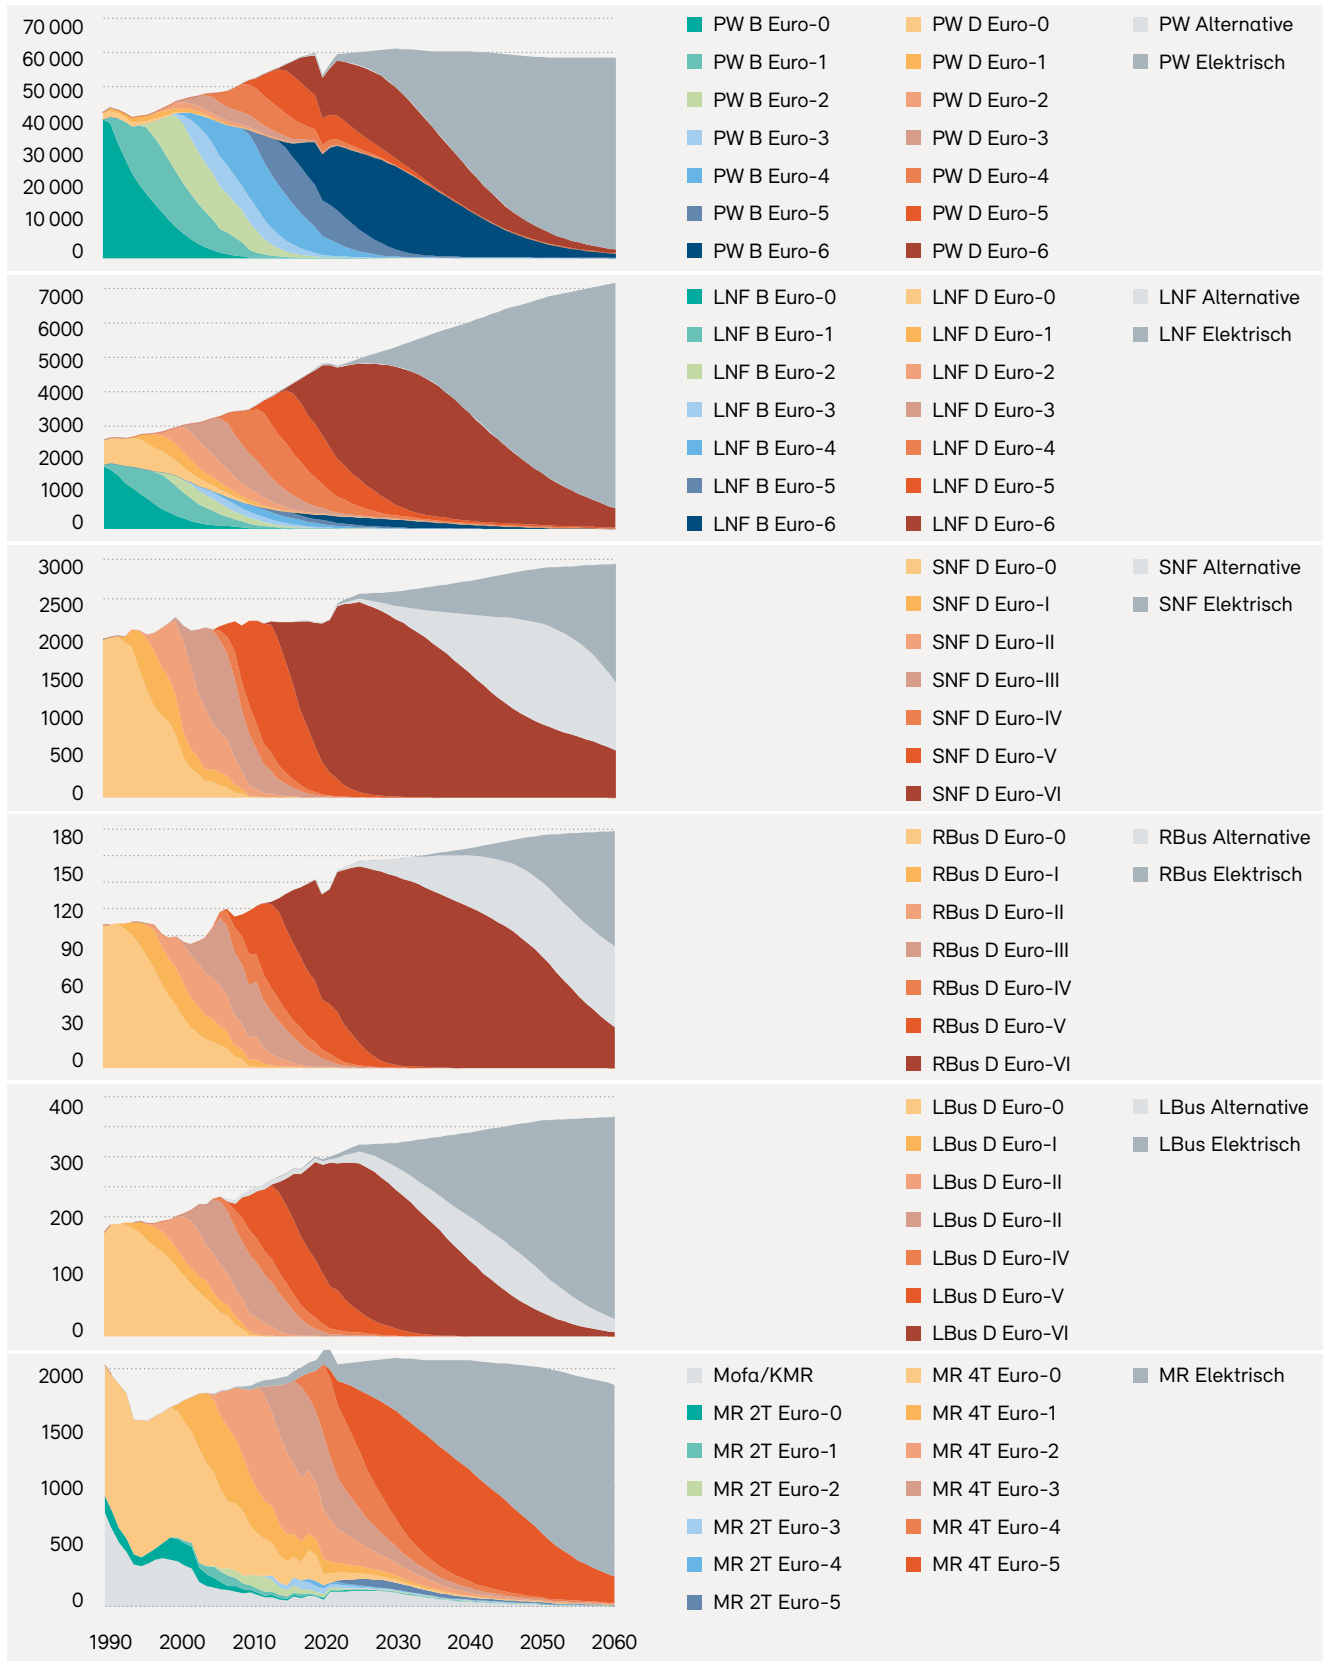 70 000
60 000
50 000
40 000
30 000
20 000
10 000
0
PW B Euro-0
PW B Euro-1
PW B Euro-2
PW B Euro-3
PW B Euro-4
PW B Euro-5
PW B Euro-6
PW D Euro-0
PW D Euro-1
PW D Euro-2
PW D Euro-3
PW D Euro-4
PW D Euro-5
PW D Euro-6
PW Alternative
PW Elektrisch
7000
6000
5000
4000
3000
2000
1000
0
LNF B Euro-0
LNF B Euro-1
LNF B Euro-2
LNF B Euro-3
LNF B Euro-4
LNF B Euro-5
LNF B Euro-6
LNF D Euro-0
LNF D Euro-1
LNF D Euro-2
LNF D Euro-3
LNF D Euro-4
LNF D Euro-5
LNF D Euro-6
LNF Alternative
LNF Elektrisch
3000
2500
2000
1500
1000
500
0
SNF D Euro-0
SNF D Euro-I
SNF D Euro-II
SNF D Euro-III
SNF D Euro-IV
SNF D Euro-V
SNF D Euro-VI
SNF Alternative
SNF Elektrisch
180
150
120
90
60
30
0
RBus D Euro-0
RBus D Euro-I
RBus D Euro-II
RBus D Euro-III
RBus D Euro-IV
RBus D Euro-V
RBus D Euro-VI
RBus Alternative
RBus Elektrisch
400
300
200
100
0
LBus D Euro-0
LBus D Euro-I
LBus D Euro-II
LBus D Euro-II
LBus D Euro-IV
LBus D Euro-V
LBus D Euro-VI
LBus Alternative
LBus Elektrisch
2000
1500
1000
500
0
1990 2000 2010 2020 2030 2040 2050 2060
Mofa/KMR
MR 2T Euro-0
MR 2T Euro-1
MR 2T Euro-2
MR 2T Euro-3
MR 2T Euro-4
MR 2T Euro-5
MR 4T Euro-0
MR 4T Euro-1
MR 4T Euro-2
MR 4T Euro-3
MR 4T Euro-4
MR 4T Euro-5
MR Elektrisch